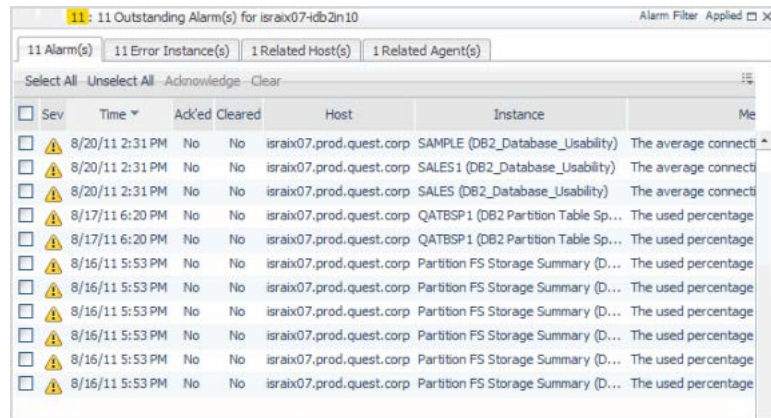 11 : 11 Outstanding Alarm(s) for israix07-idb2in10 Alarm Filter Applied
11 Alarm(s) 11 Error Instance(s) 1 Related Host(s) 1 Related Agent(s)
Select All Unselect All Acknowledge Clear
Sev Time Ack'ed Cleared Host Instance Me
8/20/11 2:31 PM No No israix07.prod.quest.corp SAMPLE (DB2_Database_Usability) The average connecti
8/20/11 2:31 PM No No israix07.prod.quest.corp SALES1 (DB2_Database_Usability) The average connecti
8/20/11 2:31 PM No No israix07.prod.quest.corp SALES (DB2_Database_Usability) The average connecti
8/17/11 6:20 PM No No israix07.prod.quest.corp QATBSP1 (DB2 Partition Table Sp... The used percentage
8/17/11 6:20 PM No No israix07.prod.quest.corp QATBSP1 (DB2 Partition Table Sp... The used percentage
8/16/11 5:53 PM No No israix07.prod.quest.corp Partition FS Storage Summary (D... The used percentage
8/16/11 5:53 PM No No israix07.prod.quest.corp Partition FS Storage Summary (D... The used percentage
8/16/11 5:53 PM No No israix07.prod.quest.corp Partition FS Storage Summary (D... The used percentage
8/16/11 5:53 PM No No israix07.prod.quest.corp Partition FS Storage Summary (D... The used percentage
8/16/11 5:53 PM No No israix07.prod.quest.corp Partition FS Storage Summary (D... The used percentage
8/16/11 5:53 PM No No israix07.prod.quest.corp Partition FS Storage Summary (D... The used percentage